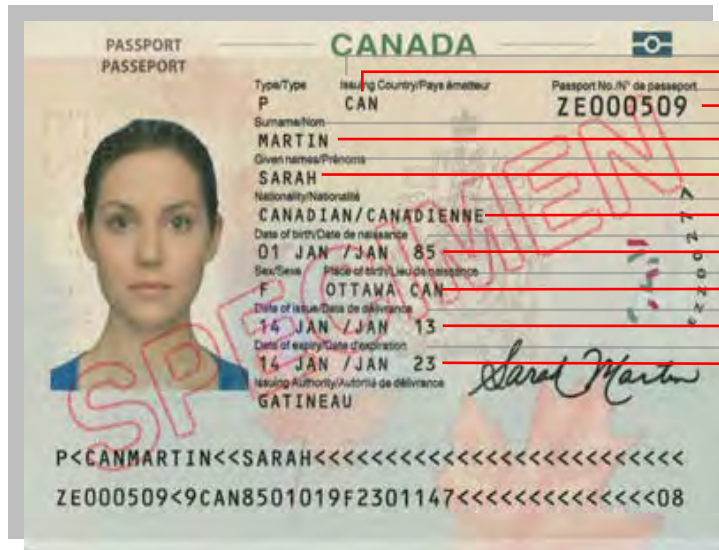 PASSPORT
PASSEPORT
CANADA
Type/Type Issuing Country/Pays émetteur Passport No./N° de passeport
P CAN ZE000509
Surname/Nom
MARTIN
Given names/Prénoms
SARAH
Nationality/Nationalité
CANADIAN/CANADIENNE
Date of birth/Date de naissance
01 JAN /JAN 85
Sex/Sexe Place of birth/Lieu de naissance
F OTTAWA CAN
Date of issue/Date de délivrance
14 JAN /JAN 13
Date of expiry/Date d'expiration
14 JAN /JAN 23
Issuing Authority/Autorité de délivrance
GATINEAU
Sarah Martin
SPECIMEN
P<CANMARTIN<<SARAH<<<<<<<<<<<<<<<<<<<<<<<<<<
ZE000509<9CAN8501019F2301147<<<<<<<<<<<<<<08